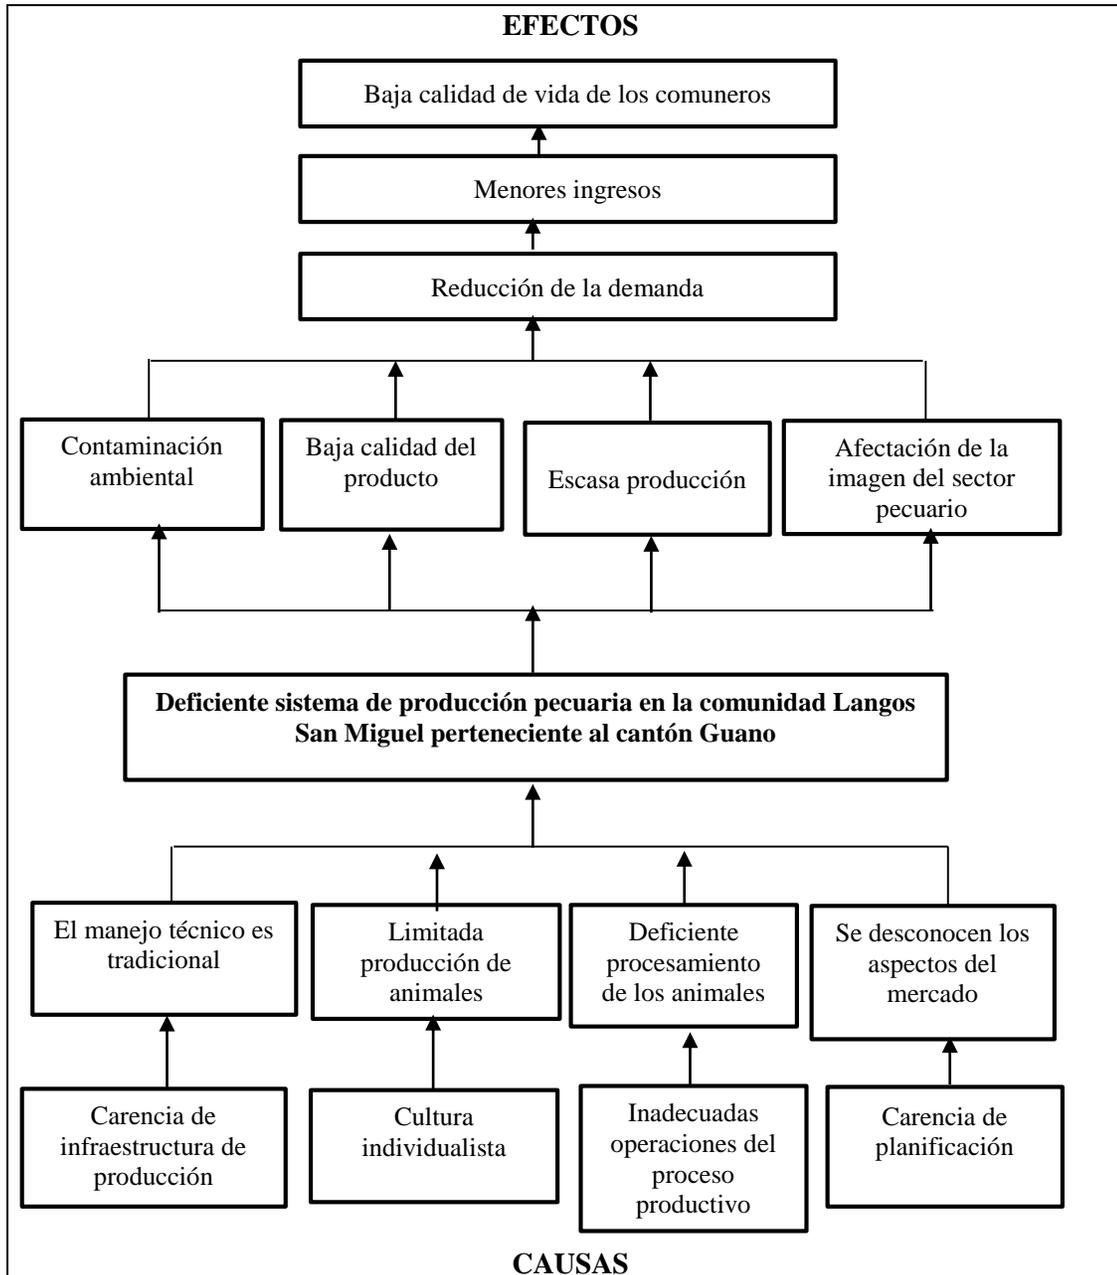 EFECTOS
Baja calidad de vida de los comuneros
Menores ingresos
Reducción de la demanda
Contaminación
ambiental
Baja calidad del
producto
Escasa producción
Afectación de la
imagen del sector
pecuario
Deficiente sistema de producción pecuaria en la comunidad Langos
San Miguel perteneciente al cantón Guano
El manejo técnico es
tradicional
Limitada
producción de
animales
Deficiente
procesamiento
de los animales
Se desconocen los
aspectos del
mercado
Carencia de
infraestructura de
producción
Cultura
individualista
Inadecuadas
operaciones del
proceso
productivo
Carencia de
planificación
CAUSAS